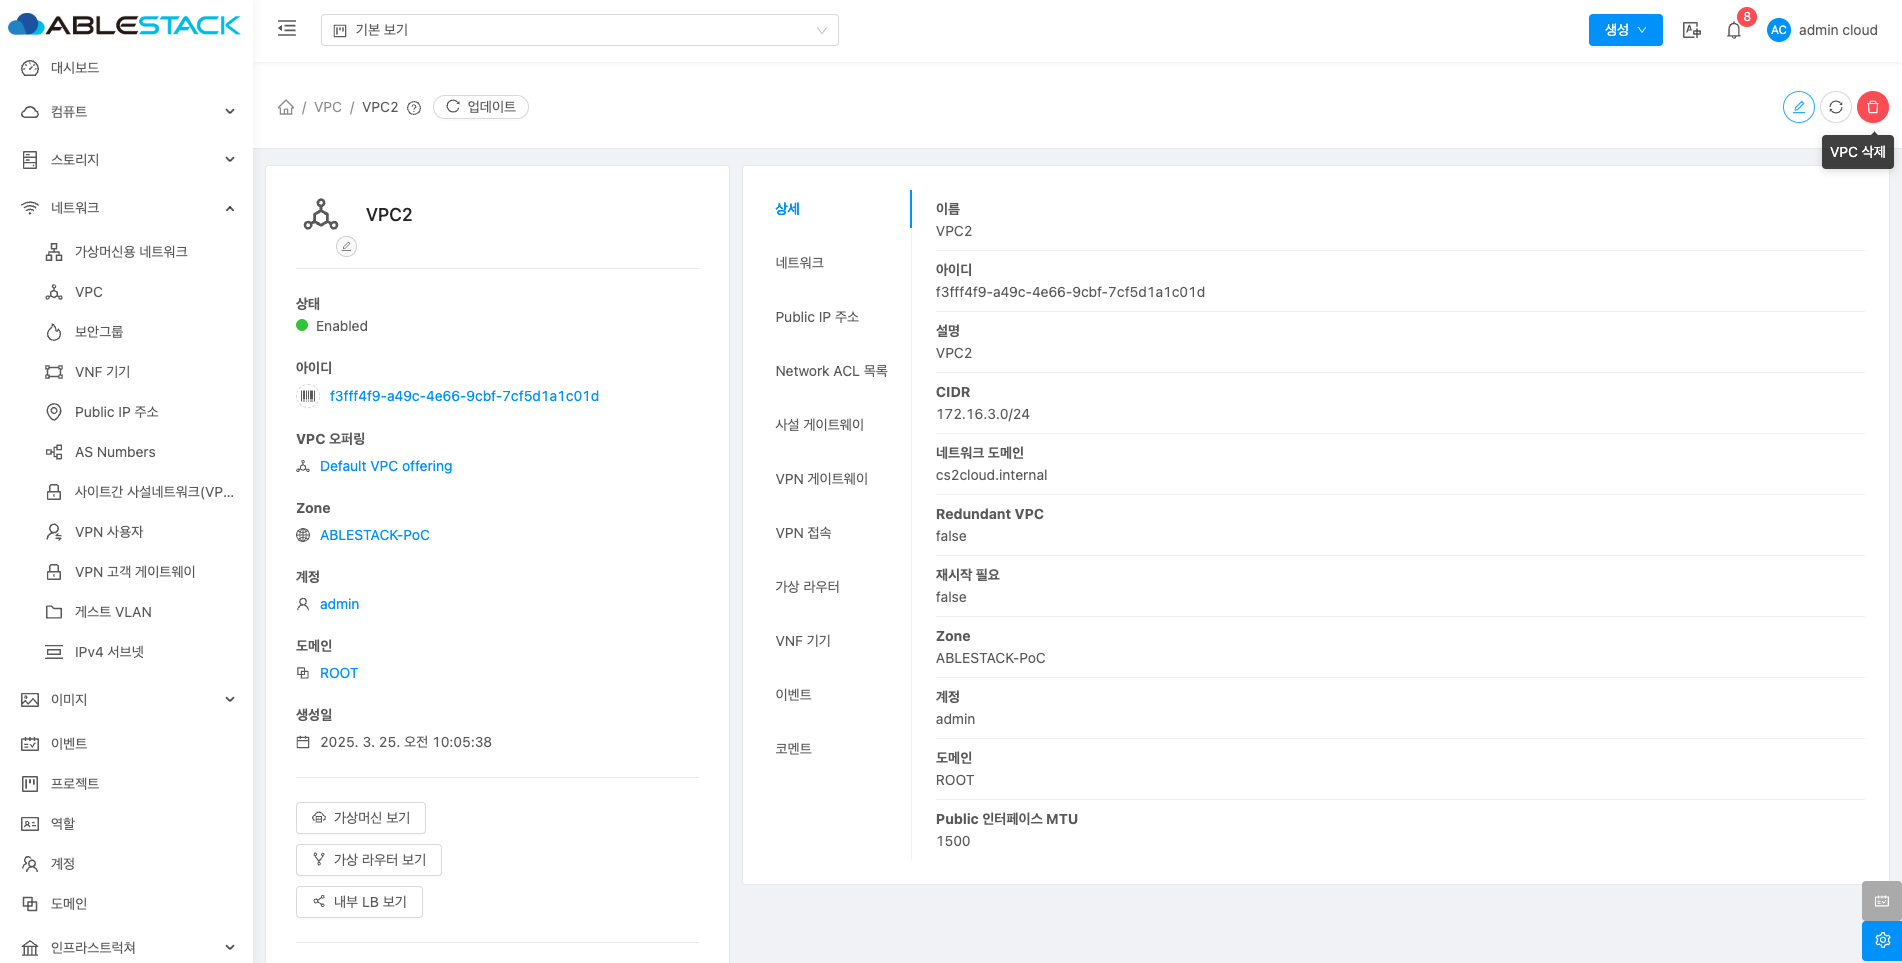 ABLESTACK
기본 보기
생성
8
AC
admin cloud
대시보드
컴퓨트
스토리지
네트워크
가상머신용 네트워크
VPC
보안그룹
VNF 기기
Public IP 주소
AS Numbers
사이트간 사설네트워크(VP...
VPN 사용자
VPN 고객 게이트웨이
게스트 VLAN
IPv4 서브넷
이미지
이벤트
프로젝트
역할
계정
도메인
인프라스트럭쳐
/ VPC / VPC2
업데이트
VPC 삭제
VPC2
상태
Enabled
아이디
f3fff4f9-a49c-4e66-9cbf-7cf5d1a1c01d
VPC 오퍼링
Default VPC offering
Zone
ABLESTACK-PoC
계정
admin
도메인
ROOT
생성일
2025. 3. 25. 오전 10:05:38
가상머신 보기
가상 라우터 보기
내부 LB 보기
상세
네트워크
Public IP 주소
Network ACL 목록
사설 게이트웨이
VPN 게이트웨이
VPN 접속
가상 라우터
VNF 기기
이벤트
코멘트
이름
VPC2
아이디
f3fff4f9-a49c-4e66-9cbf-7cf5d1a1c01d
설명
VPC2
CIDR
172.16.3.0/24
네트워크 도메인
cs2cloud.internal
Redundant VPC
false
재시작 필요
false
Zone
ABLESTACK-PoC
계정
admin
도메인
ROOT
Public 인터페이스 MTU
1500